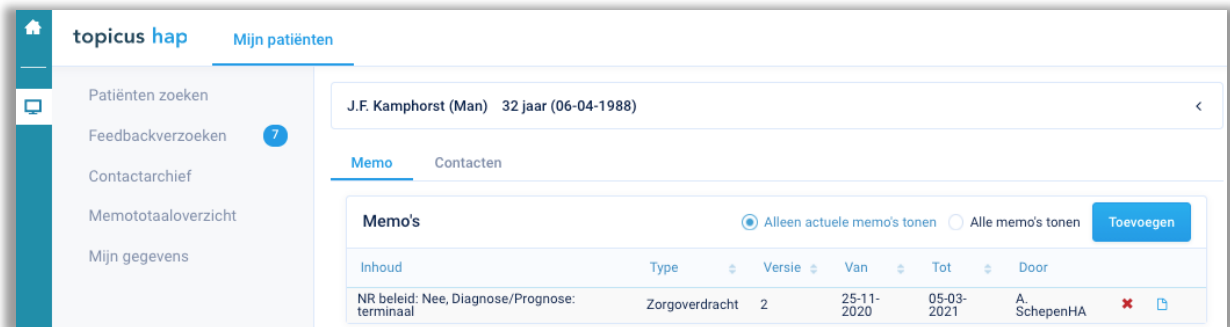 topicus hap
Mijn patiënten
Patiënten zoeken
Feedbackverzoeken 7
Contactarchief
Memototaaloverzicht
Mijn gegevens
J.F. Kamphorst (Man) 32 jaar (06-04-1988)
Memo Contacten
Memo's Alleen actuele memo's tonen Alle memo's tonen Toevoegen
Inhoud Type Versie Van Tot Door
NR beleid: Nee, Diagnose/Prognose:
terminaal
Zorgoverdracht
2
25-11-
2020
05-03-
2021
A.
SchepenHA